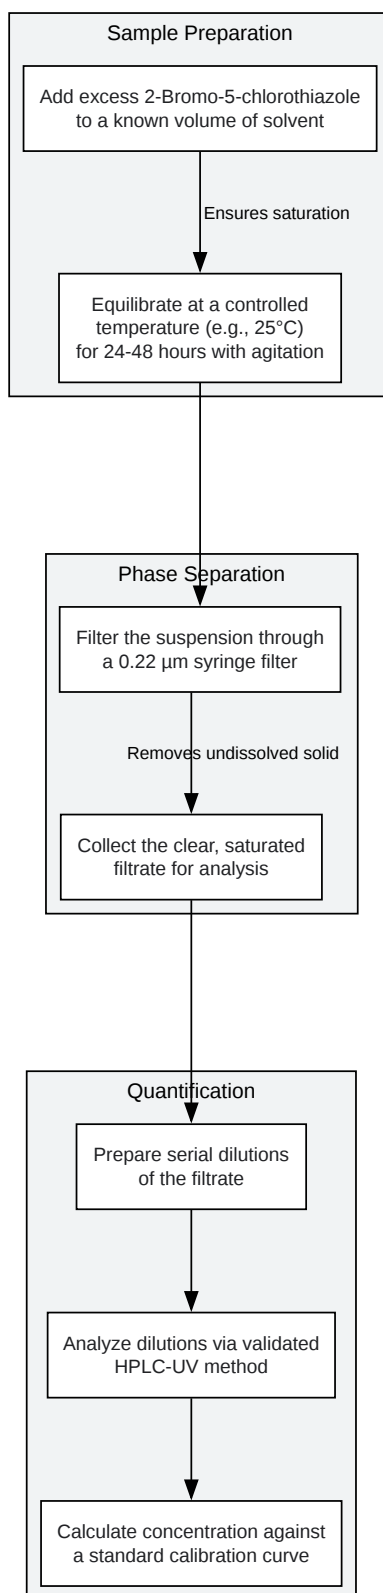 Sample Preparation
Add excess 2-Bromo-5-chlorothiazole
to a known volume of solvent
Ensures saturation
Equilibrate at a controlled
temperature (e.g., 25°C)
for 24-48 hours with agitation
Phase Separation
Filter the suspension through
a 0.22 µm syringe filter
Removes undissolved solid
Collect the clear, saturated
filtrate for analysis
Quantification
Prepare serial dilutions
of the filtrate
Analyze dilutions via validated
HPLC-UV method
Calculate concentration against
a standard calibration curve